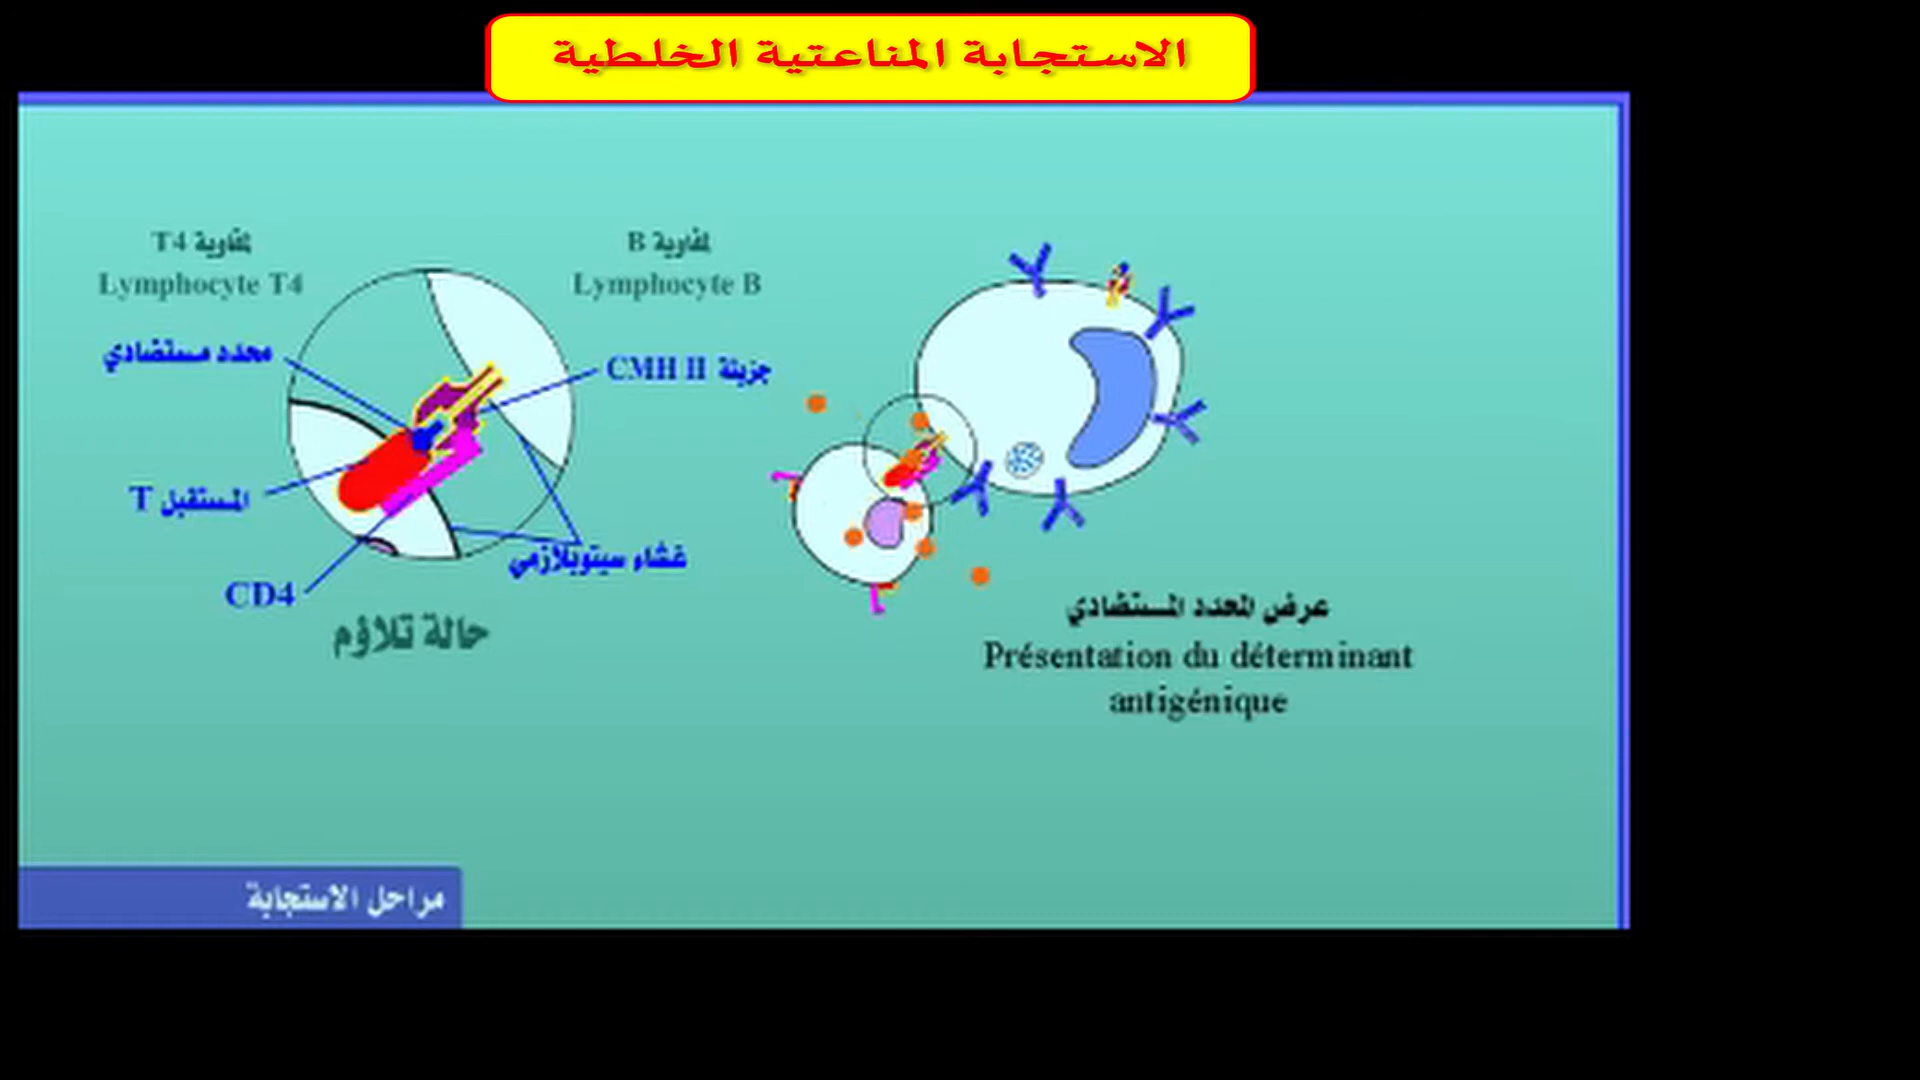 الاستجابة المناعتية الخلطية
لمفاوية T4
Lymphocyte T4
لمفاوية B
Lymphocyte B
محدد مستضادي
جزيئة CMH II
المستقبل T
غشاء سيتوبلازمي
CD4
حالة تلاؤم
عرض المحدد المستضادي
Présentation du déterminant
antigénique
مراحل الاستجابة